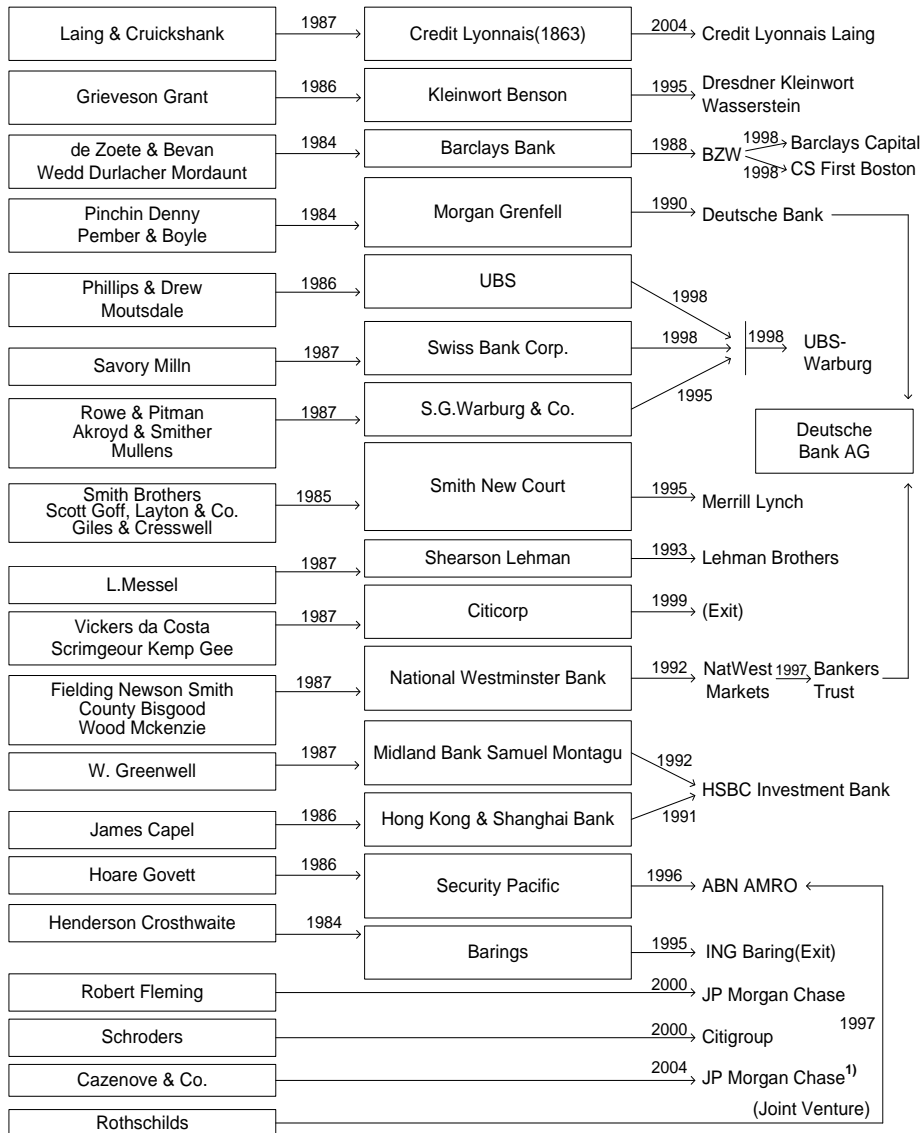 Laing & Cruickshank
1987
Credit Lyonnais(1863)
2004
Credit Lyonnais Laing
Grieveson Grant
1986
Kleinwort Benson
1995
Dresdner Kleinwort
Wasserstein
de Zoete & Bevan
Wedd Durlacher Mordaunt
1984
Barclays Bank
1988
BZW
1998
Barclays Capital
1998
CS First Boston
Pinchin Denny
Pember & Boyle
1984
Morgan Grenfell
1990
Deutsche Bank
Phillips & Drew
Moutsdale
1986
UBS
1998
Savory Milln
1987
Swiss Bank Corp.
1998
1998
UBS-
Warburg
Rowe & Pitman
Akroyd & Smither
Mullens
1987
S.G.Warburg & Co.
1995
Deutsche
Bank AG
Smith Brothers
Scott Goff, Layton & Co.
Giles & Cresswell
1985
Smith New Court
1995
Merrill Lynch
L.Messel
1987
Shearson Lehman
1993
Lehman Brothers
Vickers da Costa
Scrimgeour Kemp Gee
1987
Citicorp
1999
(Exit)
Fielding Newson Smith
County Bisgood
Wood Mckenzie
1987
National Westminster Bank
1992
NatWest
Markets
1997
Bankers
Trust
W. Greenwell
1987
Midland Bank Samuel Montagu
1992
HSBC Investment Bank
James Capel
1986
Hong Kong & Shanghai Bank
1991
Hoare Govett
1986
Security Pacific
1996
ABN AMRO
Henderson Crosthwaite
1984
Barings
1995
ING Baring(Exit)
Robert Fleming
2000
JP Morgan Chase
1997
Schroders
2000
Citigroup
Cazenove & Co.
2004
JP Morgan Chase1)
(Joint Venture)
Rothschilds